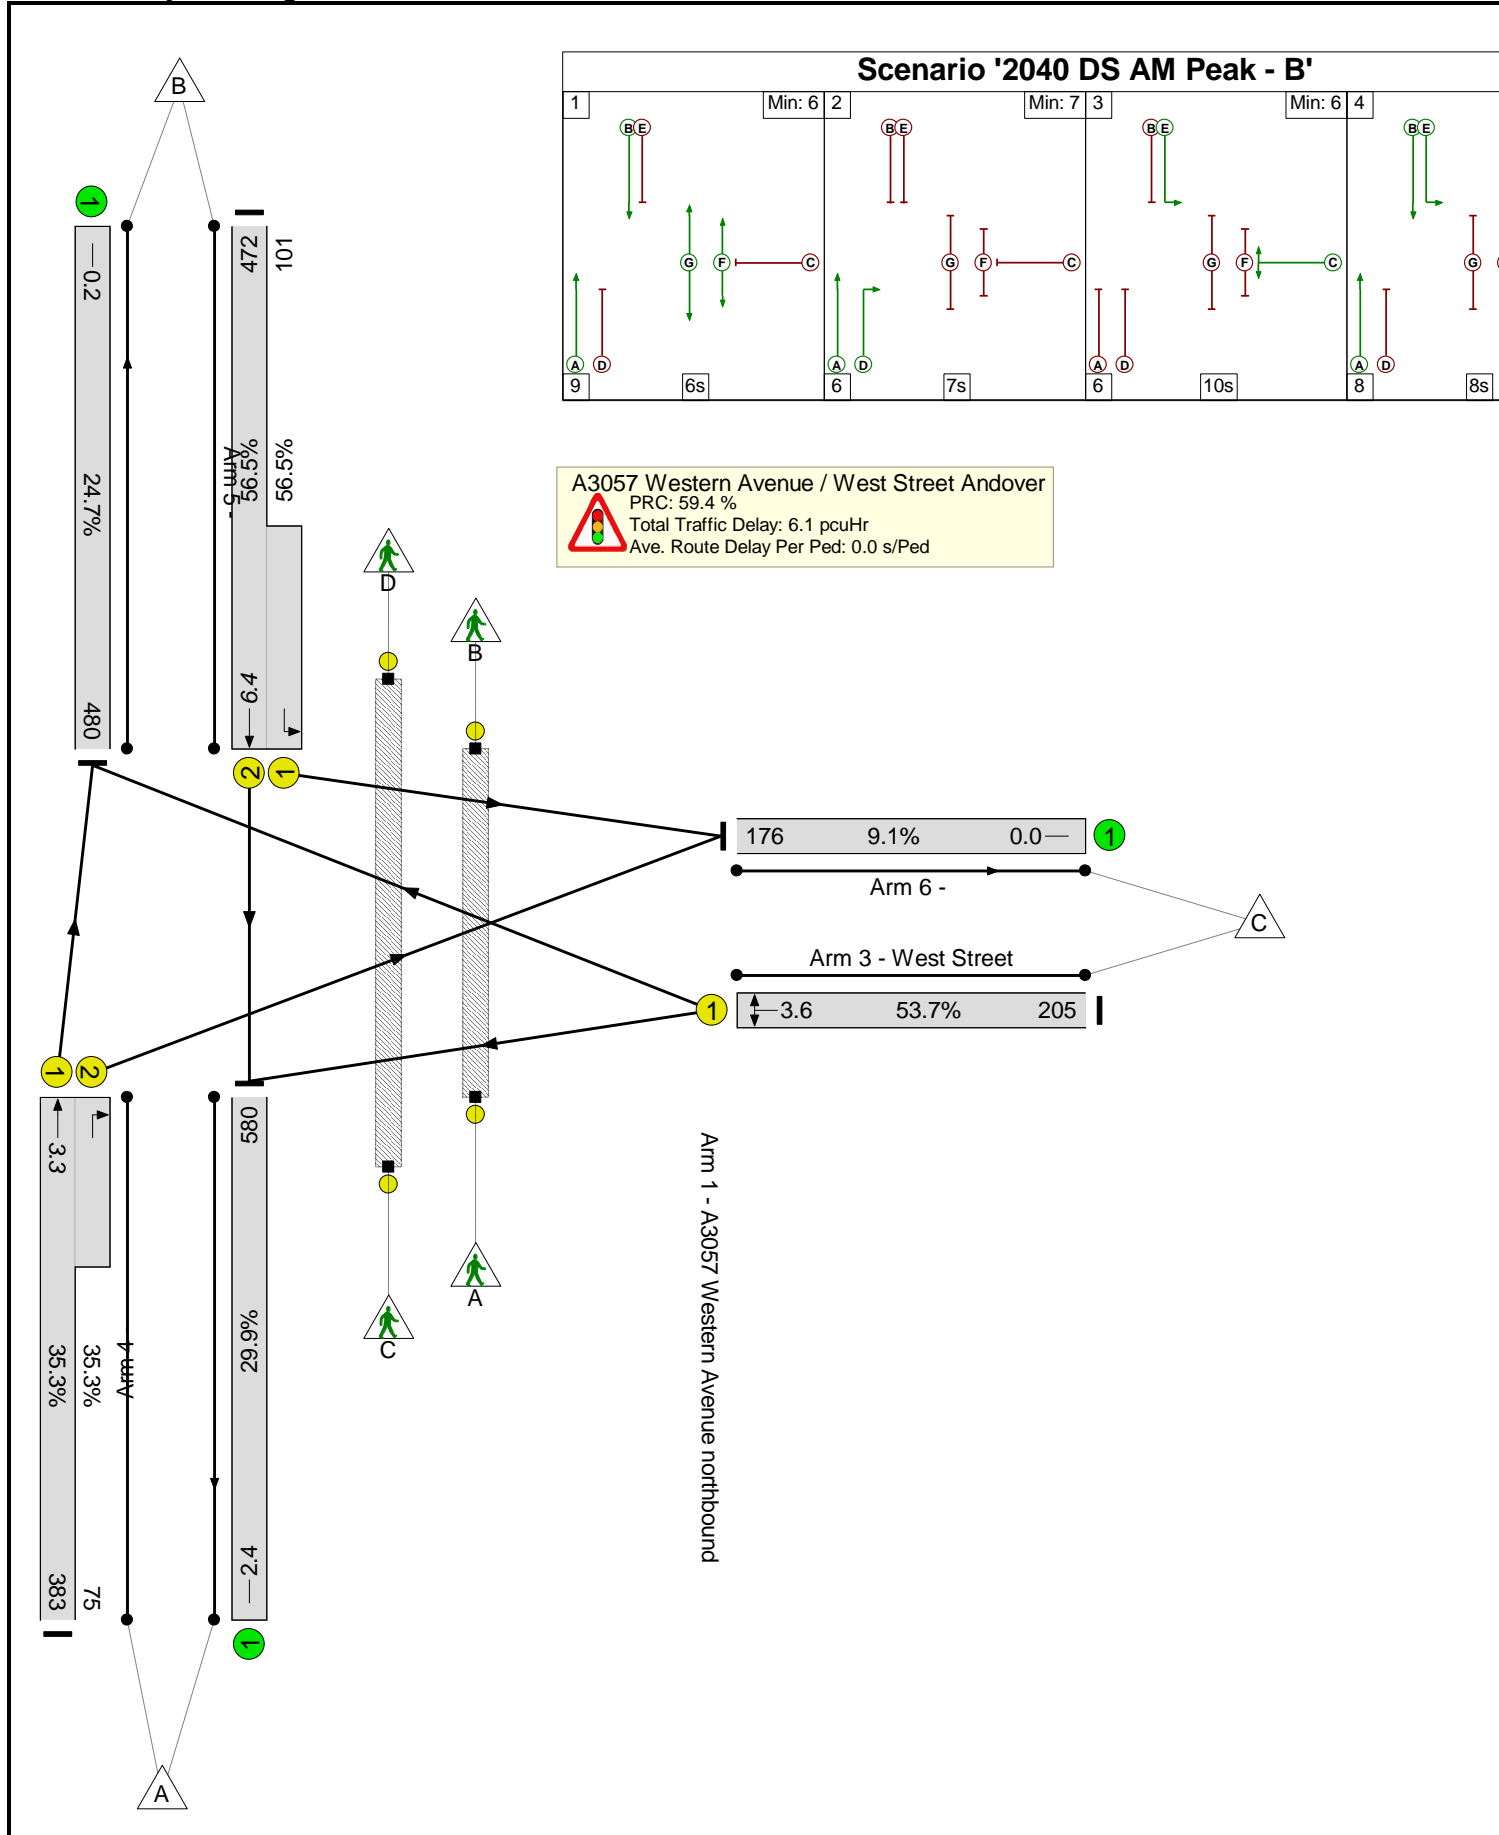 Scenario '2040 DS AM Peak - B'
1 Min: 6 2 Min: 7 3 Min: 6 4
B E B E B E B E
G F C G F C G F C G
A D A D A D A D
9 6s 6 7s 6 10s 8 8s
A3057 Western Avenue / West Street Andover
PRC: 59.4 %
Total Traffic Delay: 6.1 pcuHr
Ave. Route Delay Per Ped: 0.0 s/Ped
B
1
0.2 24.7% 480
472 56.5% 6.4
101 56.5%
Arm 5 -
2 1
D
B
176 9.1% 0.0 1
Arm 6 -
C
Arm 3 - West Street
1 3.6 53.7% 205
1 2
3.3 35.3% 383
35.3% 75
Arm 4
580 29.9% 2.4
1
A
C
Arm 1 - A3057 Western Avenue northbound
A